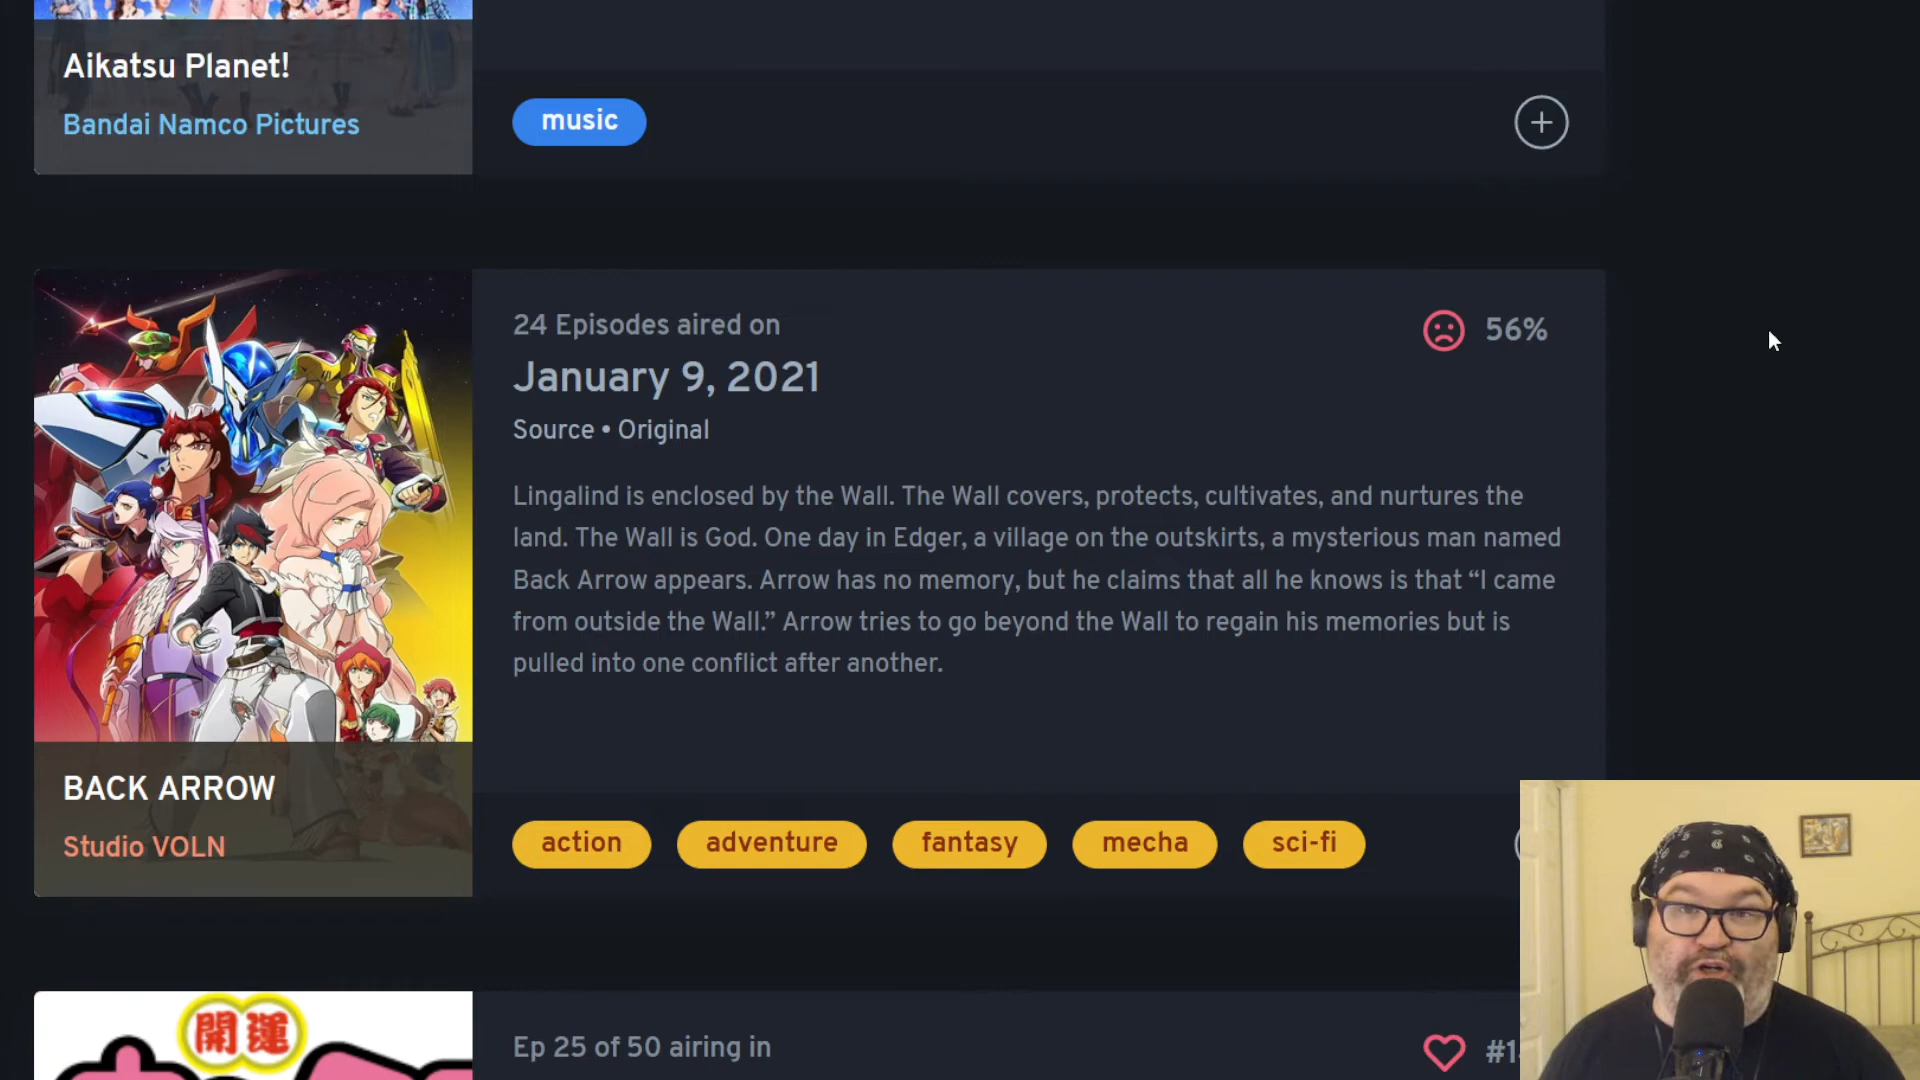 Aikatsu Planet!
Bandai Namco Pictures
music
24 Episodes aired on
56%
January 9, 2021
Source • Original
Lingalind is enclosed by the Wall. The Wall covers, protects, cultivates, and nurtures the
land. The Wall is God. One day in Edger, a village on the outskirts, a mysterious man named
Back Arrow appears. Arrow has no memory, but he claims that all he knows is that “I came
from outside the Wall.” Arrow tries to go beyond the Wall to regain his memories but is
pulled into one conflict after another.
BACK ARROW
Studio VOLN
action
adventure
fantasy
mecha
sci-fi
開運
Ep 25 of 50 airing in